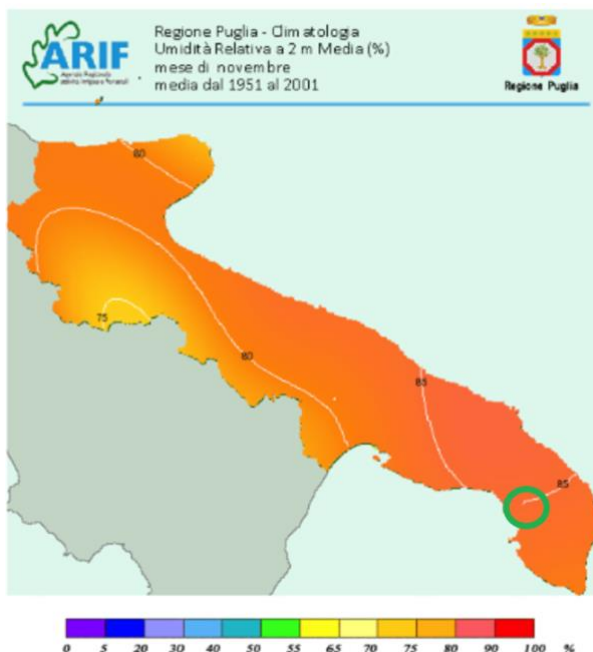 ARIF
Regione Puglia - Climatologia
Umidità Relativa a 2 m Media (%)
mese di novembre
media dal 1951 al 2001
Regione Puglia
80
75
80
85
85
0 5 20 30 40 50 55 65 70 75 80 90 100 %